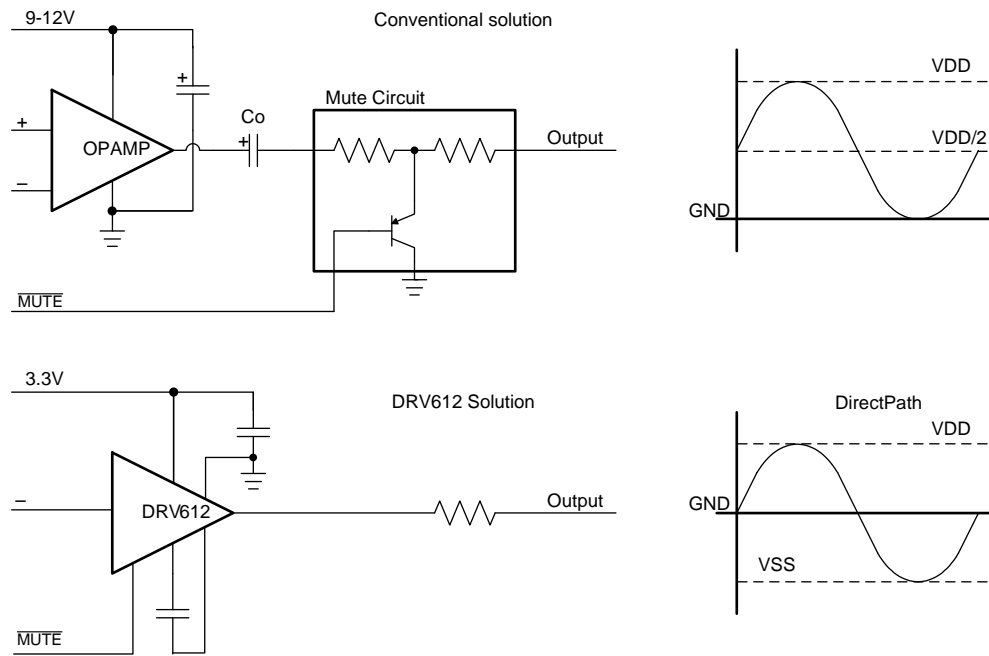 9-12V
Conventional solution
+
+
−
OPAMP
Co
+
Mute Circuit
Output
MUTE
VDD
VDD/2
GND
3.3V
DRV612 Solution
−
DRV612
Output
MUTE
DirectPath
VDD
GND
VSS